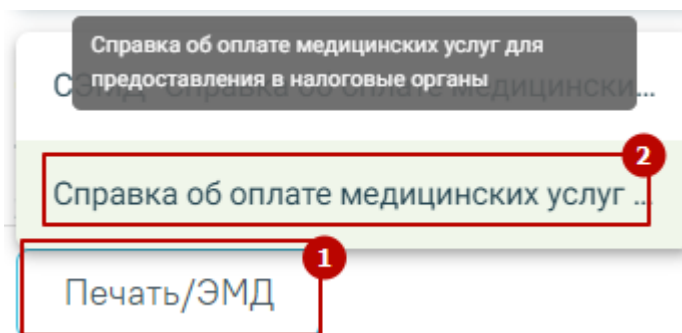 Справка об оплате медицинских услуг для
предоставления в налоговые органы
СЭМД "Справка об оплате медицински...
2
Справка об оплате медицинских услуг ...
1
Печать/ЭМД